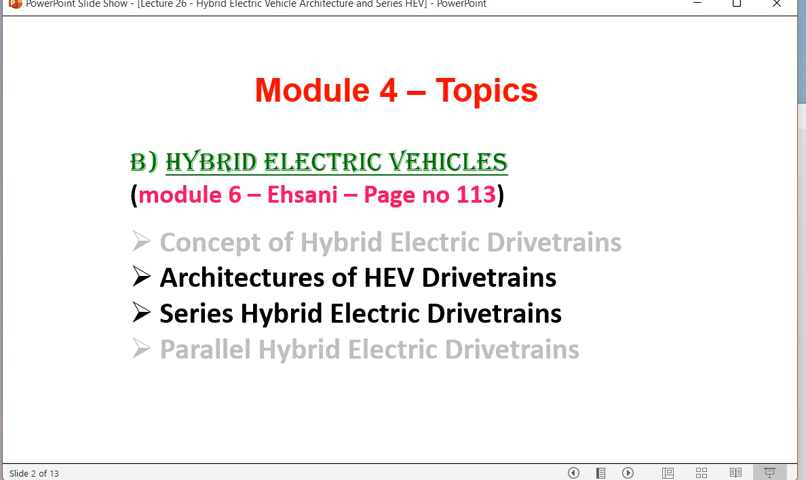 PowerPoint Slide Show - [Lecture 26 - Hybrid Electric Vehicle Architecture and Series HEV] - PowerPoint
Module 4 – Topics
B) HYBRID ELECTRIC VEHICLES
(module 6 – Ehsani – Page no 113)
➢ Concept of Hybrid Electric Drivetrains
➢ Architectures of HEV Drivetrains
➢ Series Hybrid Electric Drivetrains
➢ Parallel Hybrid Electric Drivetrains
Slide 2 of 13